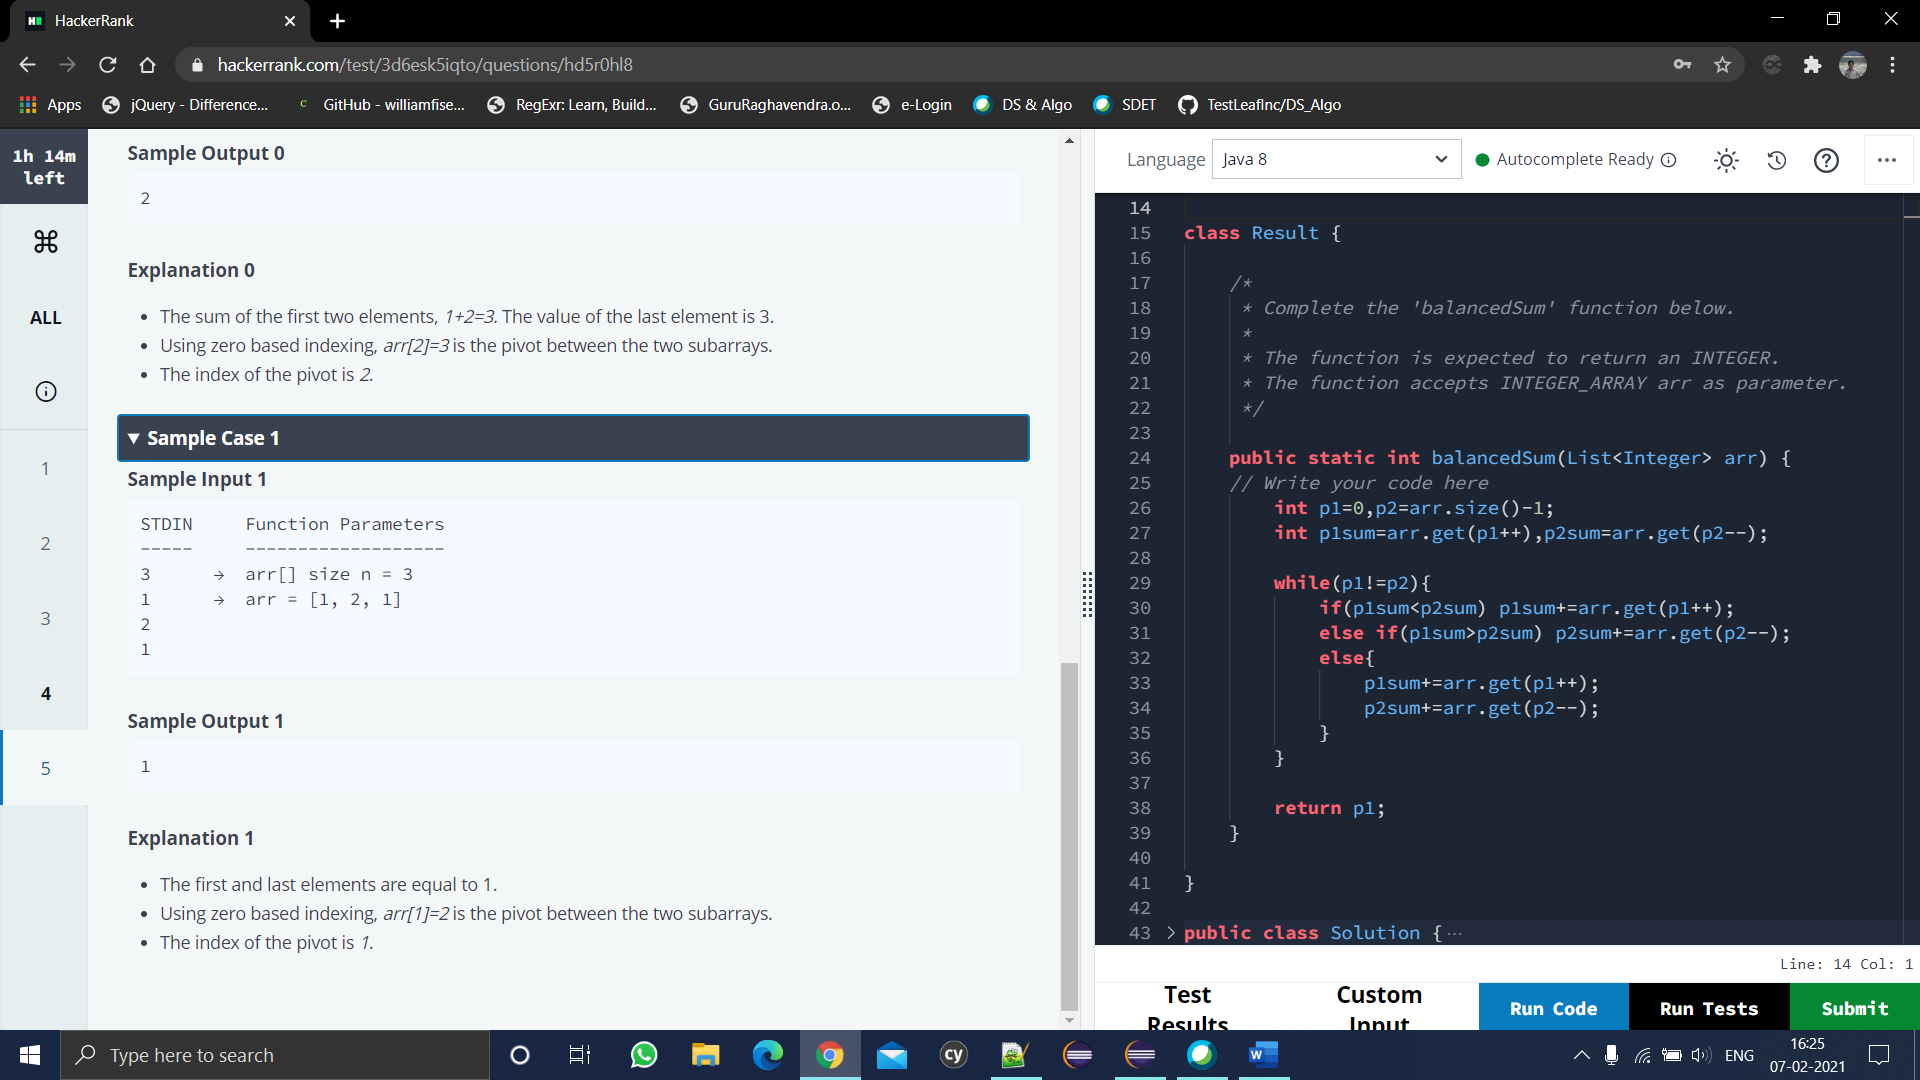 HackerRank
hackerrank.com/test/3d6esk5iqto/questions/hd5r0hl8
Apps
jQuery - Difference...
GitHub - williamfise...
RegExr: Learn, Build...
GuruRaghavendra.o...
e-Login
DS & Algo
SDET
TestLeafInc/DS_Algo
1h 14m
left
ALL
1
2
3
4
5
Sample Output 0
2
Explanation 0
• The sum of the first two elements, 1+2=3. The value of the last element is 3.
• Using zero based indexing, arr[2]=3 is the pivot between the two subarrays.
• The index of the pivot is 2.
▼ Sample Case 1
Sample Input 1
STDIN     Function Parameters
-----     -------------------
3      →  arr[] size n = 3
1      →  arr = [1, 2, 1]
2
1
Sample Output 1
1
Explanation 1
• The first and last elements are equal to 1.
• Using zero based indexing, arr[1]=2 is the pivot between the two subarrays.
• The index of the pivot is 1.
Language Java 8 Autocomplete Ready
14
15 class Result {
16
17     /*
18      * Complete the 'balancedSum' function below.
19      *
20      * The function is expected to return an INTEGER.
21      * The function accepts INTEGER_ARRAY arr as parameter.
22      */
23
24     public static int balancedSum(List<Integer> arr) {
25     // Write your code here
26         int p1=0,p2=arr.size()-1;
27         int p1sum=arr.get(p1++),p2sum=arr.get(p2--);
28
29         while(p1!=p2){
30             if(p1sum<p2sum) p1sum+=arr.get(p1++);
31             else if(p1sum>p2sum) p2sum+=arr.get(p2--);
32             else{
33                 p1sum+=arr.get(p1++);
34                 p2sum+=arr.get(p2--);
35             }
36         }
37
38         return p1;
39     }
40
41 }
42
43 > public class Solution { ...
Line: 14 Col: 1
Test Results
Custom Input
Run Code
Run Tests
Submit
Type here to search
cy
W
ENG
16:25
07-02-2021